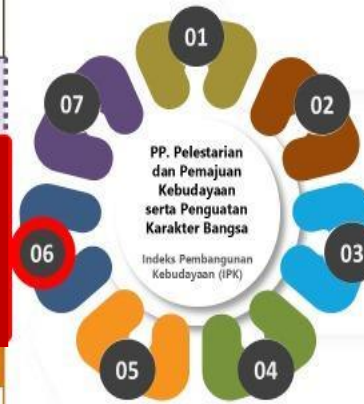 01
02
03
04
05
06
07
PP. Pelestarian
dan Pemajuan
Kebudayaan
serta Penguatan
Karakter Bangsa
Indeks Pembangunan
Kebudayaan (IPK)